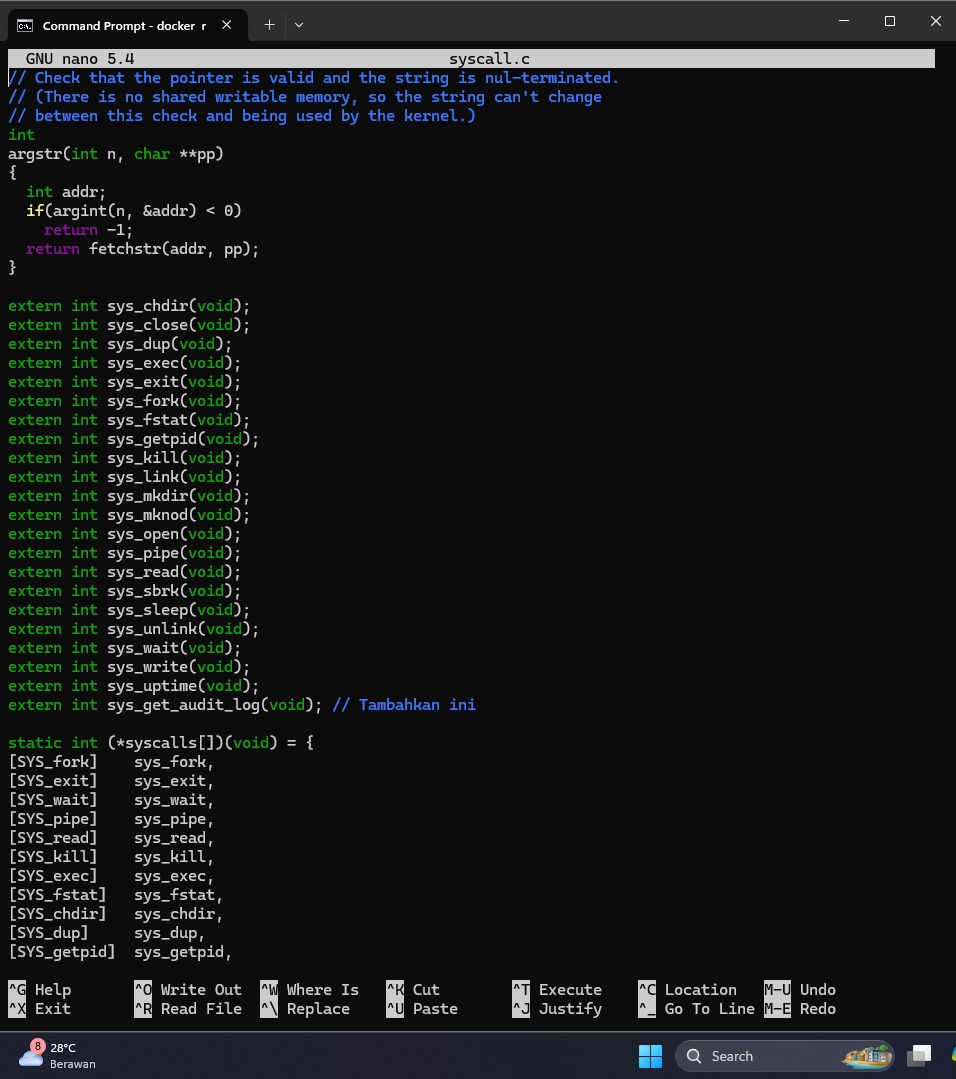 Command Prompt - docker r
GNU nano 5.4 syscall.c
// Check that the pointer is valid and the string is nul-terminated.
// (There is no shared writable memory, so the string can't change
// between this check and being used by the kernel.)
int
argstr(int n, char **pp)
{
  int addr;
  if(argint(n, &addr) < 0)
    return -1;
  return fetchstr(addr, pp);
}
extern int sys_chdir(void);
extern int sys_close(void);
extern int sys_dup(void);
extern int sys_exec(void);
extern int sys_exit(void);
extern int sys_fork(void);
extern int sys_fstat(void);
extern int sys_getpid(void);
extern int sys_kill(void);
extern int sys_link(void);
extern int sys_mkdir(void);
extern int sys_mknod(void);
extern int sys_open(void);
extern int sys_pipe(void);
extern int sys_read(void);
extern int sys_sbrk(void);
extern int sys_sleep(void);
extern int sys_unlink(void);
extern int sys_wait(void);
extern int sys_write(void);
extern int sys_uptime(void);
extern int sys_get_audit_log(void); // Tambahkan ini
static int (*syscalls[])(void) = {
[SYS_fork]    sys_fork,
[SYS_exit]    sys_exit,
[SYS_wait]    sys_wait,
[SYS_pipe]    sys_pipe,
[SYS_read]    sys_read,
[SYS_kill]    sys_kill,
[SYS_exec]    sys_exec,
[SYS_fstat]   sys_fstat,
[SYS_chdir]   sys_chdir,
[SYS_dup]     sys_dup,
[SYS_getpid]  sys_getpid,
^G Help ^O Write Out ^W Where Is ^K Cut ^T Execute ^C Location M-U Undo
^X Exit ^R Read File ^\ Replace ^U Paste ^J Justify ^_ Go To Line M-E Redo
8
28°C
Berawan
Search